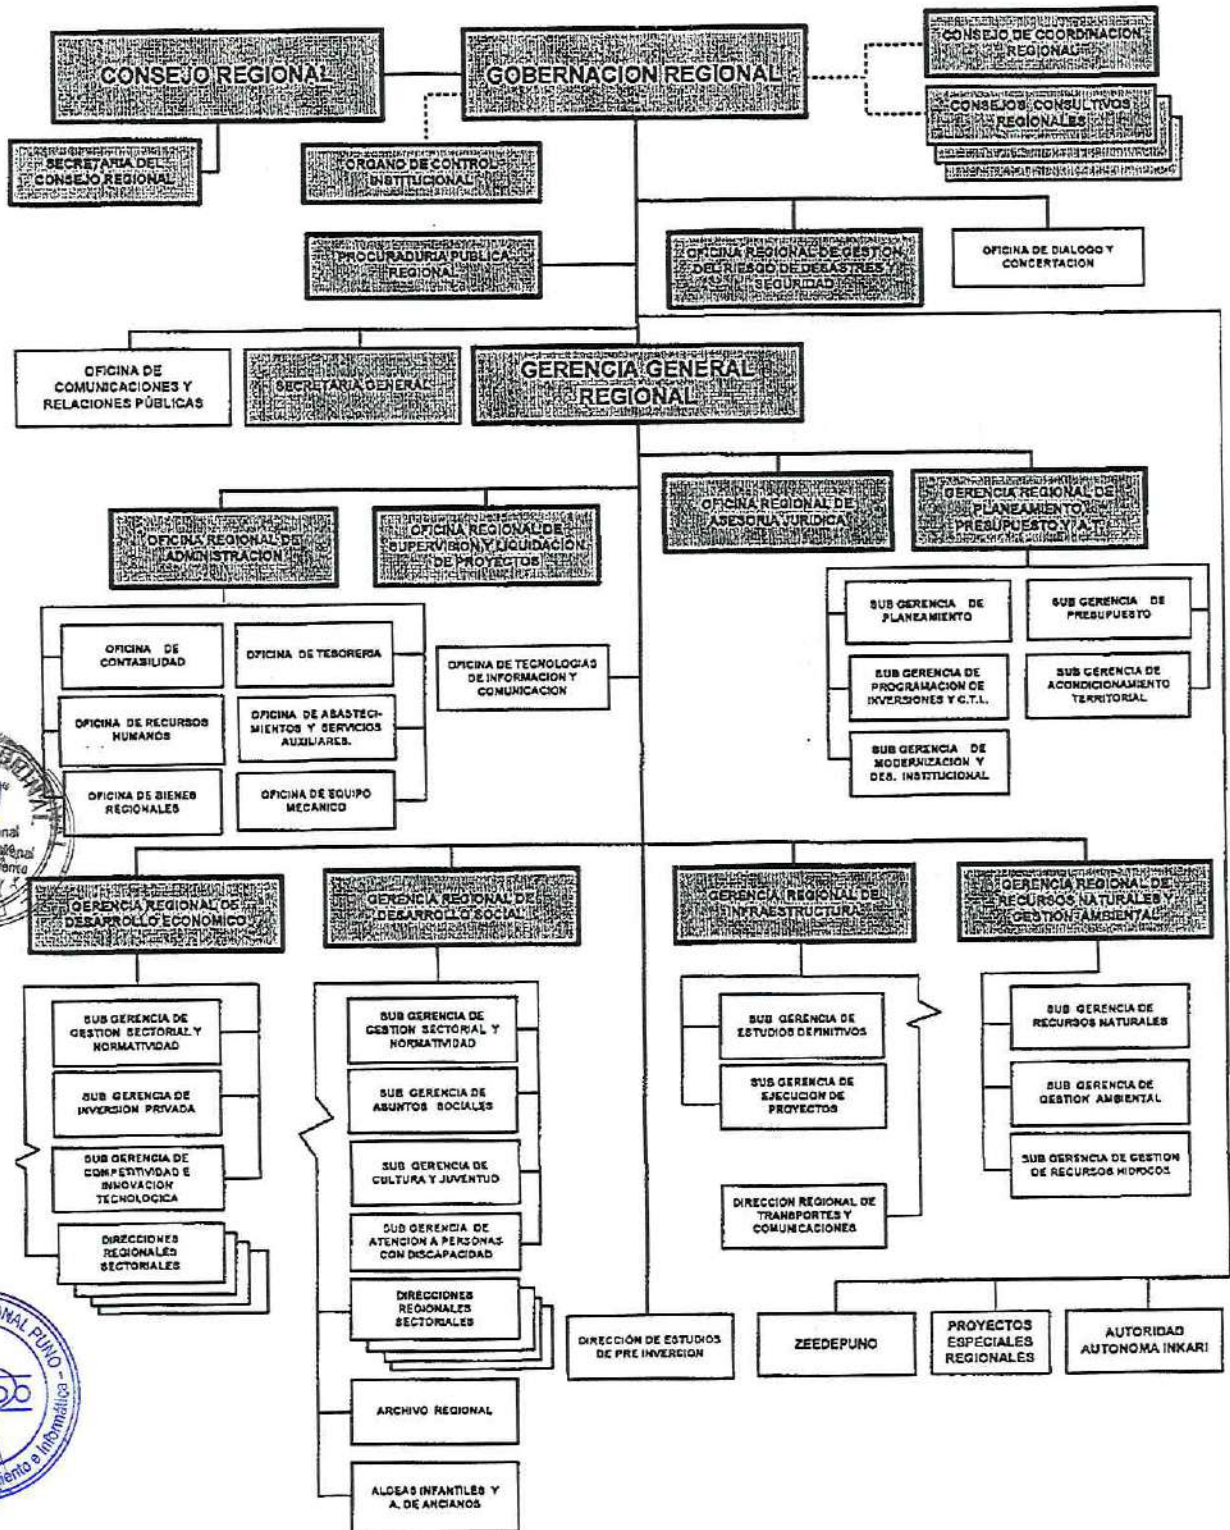 CONSEJO REGIONAL
GOBERNACION REGIONAL
CONSEJO DE COORDINACION
REGIONAL
CONSEJOS CONSULTIVOS
REGIONALES
SECRETARIA DEL
CONSEJO REGIONAL
ORGANO DE CONTROL
INSTITUCIONAL
PROCURADURIA PUBLICA
REGIONAL
OFICINA REGIONAL DE GESTION
DEL RIESGO DE DESASTRES Y
SEGURIDAD
OFICINA DE DIALOGO Y
CONCERTACION
OFICINA DE
COMUNICACIONES Y
RELACIONES PÚBLICAS
SECRETARIA GENERAL
GERENCIA GENERAL
REGIONAL
OFICINA REGIONAL DE
ADMINISTRACION
OFICINA REGIONAL DE
SUPERVISION Y LIQUIDACION
DE PROYECTOS
OFICINA REGIONAL DE
ASESORIA JURIDICA
GERENCIA REGIONAL DE
PLANEAMIENTO,
PRESUPUESTO Y A.T.
OFICINA DE
CONTABILIDAD
OFICINA DE TESORERIA
OFICINA DE RECURSOS
HUMANOS
OFICINA DE ABASTECI-
MIENTOS Y SERVICIOS
AUXILIARES.
OFICINA DE BIENES
REGIONALES
OFICINA DE EQUIPO
MECANICO
OFICINA DE TECNOLOGIAS
DE INFORMACION Y
COMUNICACION
SUB GERENCIA DE
PLANEAMIENTO
SUB GERENCIA DE
PRESUPUESTO
SUB GERENCIA DE
PROGRAMACION DE
INVERSIONES Y C.T.I.
SUB GERENCIA DE
ACONDICIONAMIENTO
TERRITORIAL
SUB GERENCIA DE
MODERNIZACION Y
DES. INSTITUCIONAL
GERENCIA REGIONAL DE
DESARROLLO ECONOMICO
GERENCIA REGIONAL DE
DESARROLLO SOCIAL
GERENCIA REGIONAL DE
INFRAESTRUCTURA
GERENCIA REGIONAL DE
RECURSOS NATURALES Y
GESTION AMBIENTAL
SUB GERENCIA DE
GESTION SECTORIAL Y
NORMATIVIDAD
SUB GERENCIA DE
INVERSION PRIVADA
SUB GERENCIA DE
COMPETITIVIDAD E
INNOVACION
TECNOLOGICA
DIRECCIONES
REGIONALES
SECTORIALES
SUB GERENCIA DE
GESTION SECTORIAL Y
NORMATIVIDAD
SUB GERENCIA DE
ASUNTOS SOCIALES
SUB GERENCIA DE
CULTURA Y JUVENTUD
SUB GERENCIA DE
ATENCION A PERSONAS
CON DISCAPACIDAD
DIRECCIONES
REGIONALES
SECTORIALES
ARCHIVO REGIONAL
ALDEAS INFANTILES Y
A. DE ANCIANOS
SUB GERENCIA DE
ESTUDIOS DEFINITIVOS
SUB GERENCIA DE
EJECUCION DE
PROYECTOS
DIRECCION REGIONAL DE
TRANSPORTES Y
COMUNICACIONES
SUB GERENCIA DE
RECURSOS NATURALES
SUB GERENCIA DE
GESTION AMBIENTAL
SUB GERENCIA DE GESTION
DE RECURSOS HIDRICOS
DIRECCIÓN DE ESTUDIOS
DE PRE INVERCION
ZEEDEPUNO
PROYECTOS
ESPECIALES
REGIONALES
AUTORIDAD
AUTONOMA INKARI
PUNO
e Informática